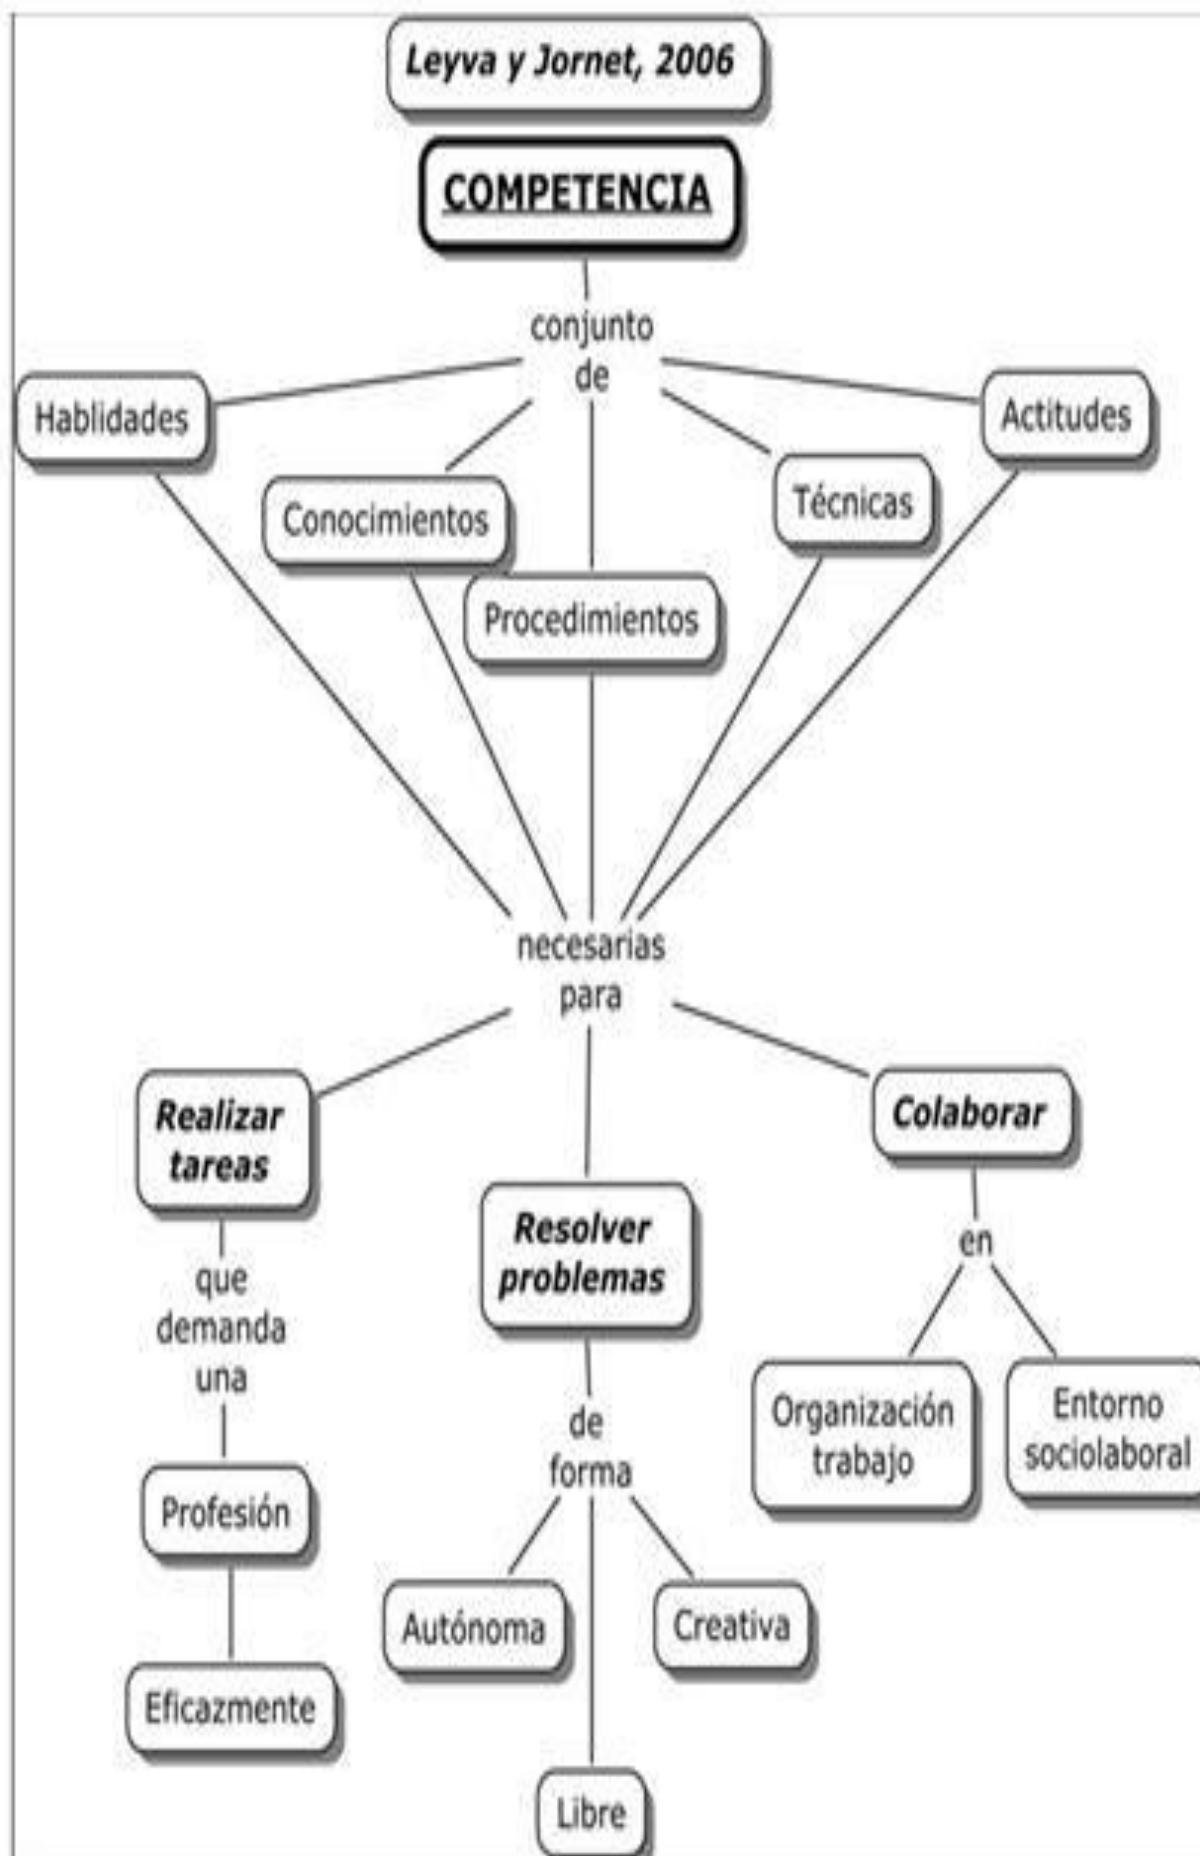 Leyva y Jornet, 2006
COMPETENCIA
conjunto
de
Hablidades
Conocimientos
Procedimientos
Técnicas
Actitudes
necesarias
para
Realizar
tareas
que
demanda
una
Profesión
Eficazmente
Resolver
problemas
de
forma
Autónoma
Libre
Creativa
Colaborar
en
Organización
trabajo
Entorno
sociolaboral